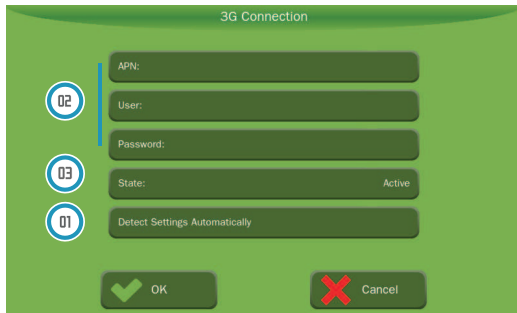 3G Connection
APN:
02
User:
Password:
03
State: Active
01
Detect Settings Automatically
OK
Cancel